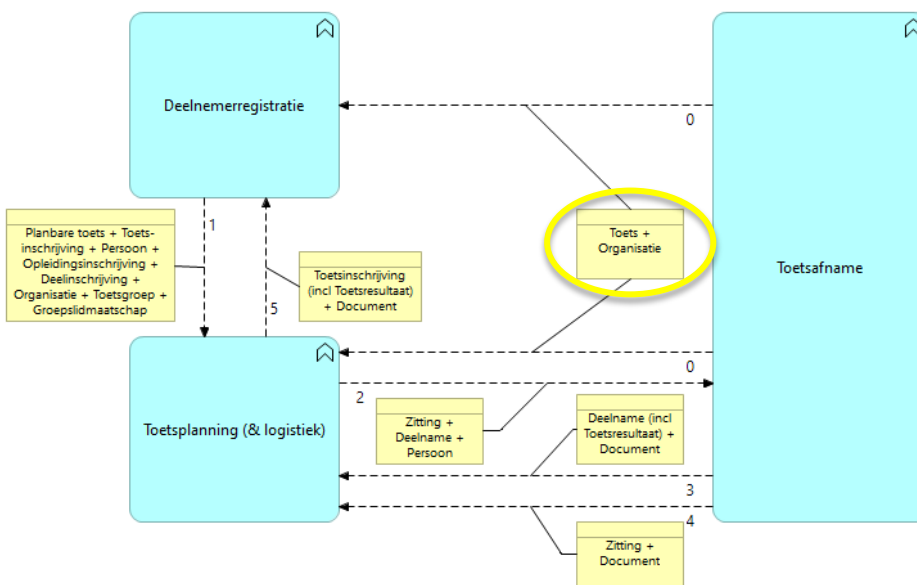 Deelnemerregistratie
0
1
Planbare toets + Toets-
inschrijving + Persoon +
Opleidingsinschrijving +
Deelinschrijving +
Organisatie + Toetsgroep +
Groepslidmaatschap
Toetsinschrijving
(incl Toetsresultaat)
+ Document
5
Toets +
Organisatie
Toetsafname
0
Toetsplanning (& logistiek)
2
Zitting +
Deelname +
Persoon
Deelname (incl
Toetsresultaat) +
Document
3
4
Zitting +
Document